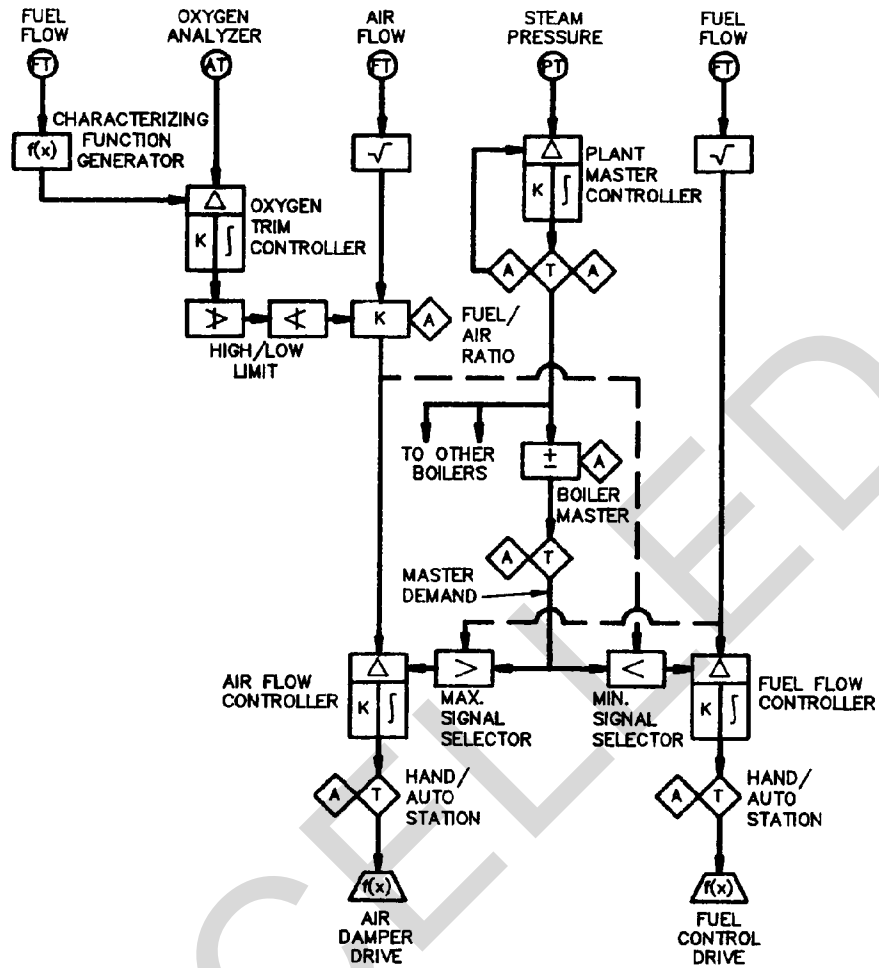 FUEL
FLOW
OXYGEN
ANALYZER
AIR
FLOW
STEAM
PRESSURE
FUEL
FLOW
FT
AT
FT
PT
FT
CHARACTERIZING
FUNCTION
GENERATOR
f(x)
√
△
PLANT
MASTER
CONTROLLER
√
K
∫
△
OXYGEN
TRIM
CONTROLLER
K
∫
A
T
A
≯
≮
K
A
FUEL/
AIR
RATIO
HIGH/LOW
LIMIT
TO OTHER
BOILERS
±
A
BOILER
MASTER
A
T
MASTER
DEMAND
AIR FLOW
CONTROLLER
△
K
∫
>
MAX.
SIGNAL
SELECTOR
<
MIN.
SIGNAL
SELECTOR
△
K
∫
FUEL FLOW
CONTROLLER
A
T
HAND/
AUTO
STATION
A
T
HAND/
AUTO
STATION
f(x)
AIR
DAMPER
DRIVE
f(x)
FUEL
CONTROL
DRIVE
CELLED